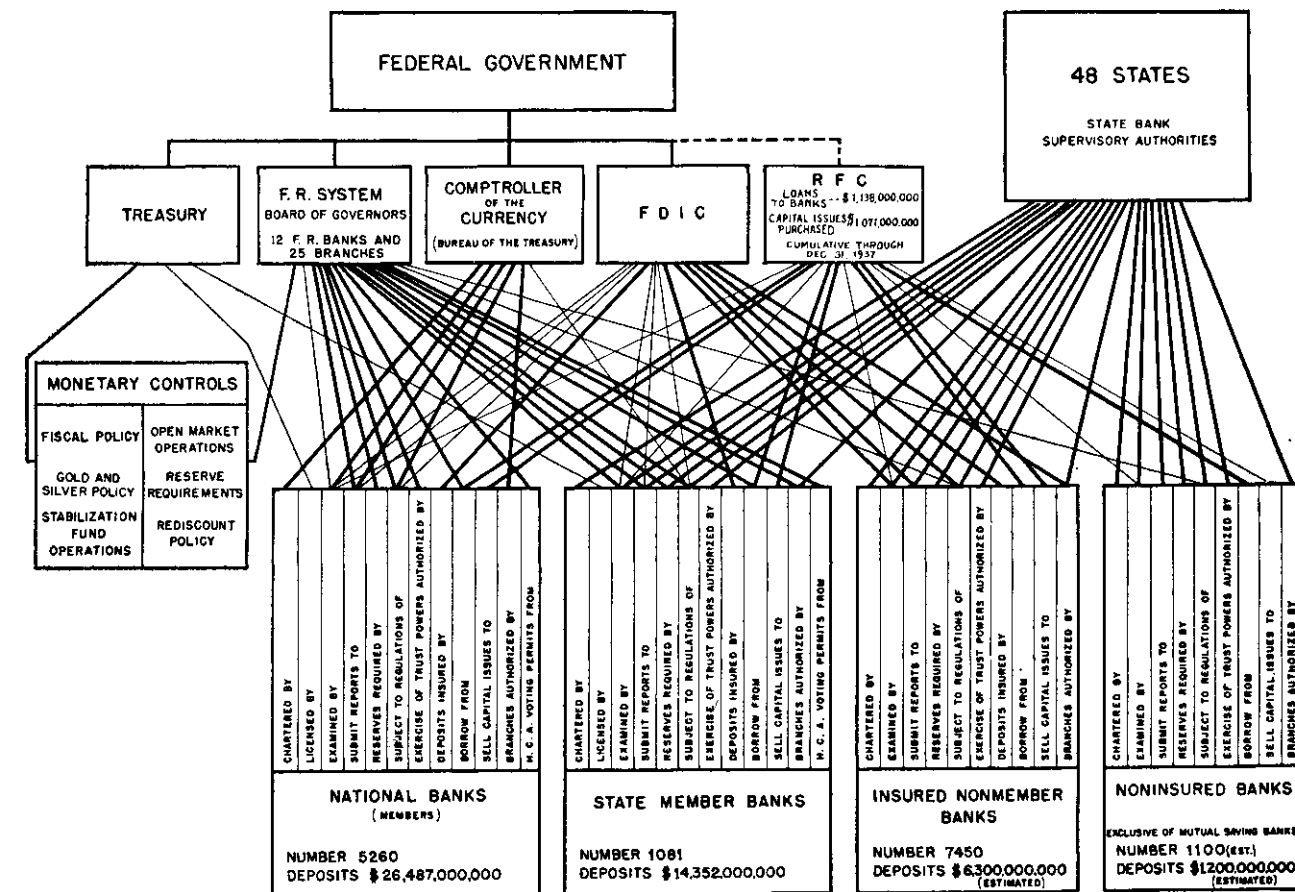 FEDERAL GOVERNMENT
48 STATES
STATE BANK
SUPERVISORY AUTHORITIES
TREASURY
F. R. SYSTEM
BOARD OF GOVERNORS
12 F. R. BANKS AND
25 BRANCHES
COMPTROLLER
OF THE
CURRENCY
(BUREAU OF THE TREASURY)
F D I C
R F C
LOANS
TO BANKS -- $1,138,000,000
CAPITAL ISSUES
PURCHASED $1,071,000,000
CUMULATIVE THROUGH
DEC. 31, 1937
MONETARY CONTROLS
FISCAL POLICY
GOLD AND
SILVER POLICY
STABILIZATION
FUND
OPERATIONS
OPEN MARKET
OPERATIONS
RESERVE
REQUIREMENTS
REDISCOUNT
POLICY
CHARTERED BY
LICENSED BY
EXAMINED BY
SUBMIT REPORTS TO
RESERVES REQUIRED BY
SUBJECT TO REGULATIONS OF
EXERCISE OF TRUST POWERS AUTHORIZED BY
DEPOSITS INSURED BY
BORROW FROM
SELL CAPITAL ISSUES TO
BRANCHES AUTHORIZED BY
H. C. A. VOTING PERMITS FROM
NATIONAL BANKS
(MEMBERS)
NUMBER 5260
DEPOSITS $26,487,000,000
CHARTERED BY
LICENSED BY
EXAMINED BY
SUBMIT REPORTS TO
RESERVES REQUIRED BY
SUBJECT TO REGULATIONS OF
EXERCISE OF TRUST POWERS AUTHORIZED BY
DEPOSITS INSURED BY
BORROW FROM
SELL CAPITAL ISSUES TO
BRANCHES AUTHORIZED BY
H. C. A. VOTING PERMITS FROM
STATE MEMBER BANKS
NUMBER 1081
DEPOSITS $14,352,000,000
CHARTERED BY
EXAMINED BY
SUBMIT REPORTS TO
RESERVES REQUIRED BY
SUBJECT TO REGULATIONS OF
EXERCISE OF TRUST POWERS AUTHORIZED BY
DEPOSITS INSURED BY
BORROW FROM
SELL CAPITAL ISSUES TO
BRANCHES AUTHORIZED BY
INSURED NONMEMBER
BANKS
NUMBER 7450
DEPOSITS $6,300,000,000
(ESTIMATED)
CHARTERED BY
EXAMINED BY
SUBMIT REPORTS TO
RESERVES REQUIRED BY
SUBJECT TO REGULATIONS OF
EXERCISE OF TRUST POWERS AUTHORIZED BY
BORROW FROM
SELL CAPITAL ISSUES TO
BRANCHES AUTHORIZED BY
NONINSURED BANKS
EXCLUSIVE OF MUTUAL SAVING BANKS
NUMBER 1100 (EST.)
DEPOSITS $1,200,000,000
(ESTIMATED)